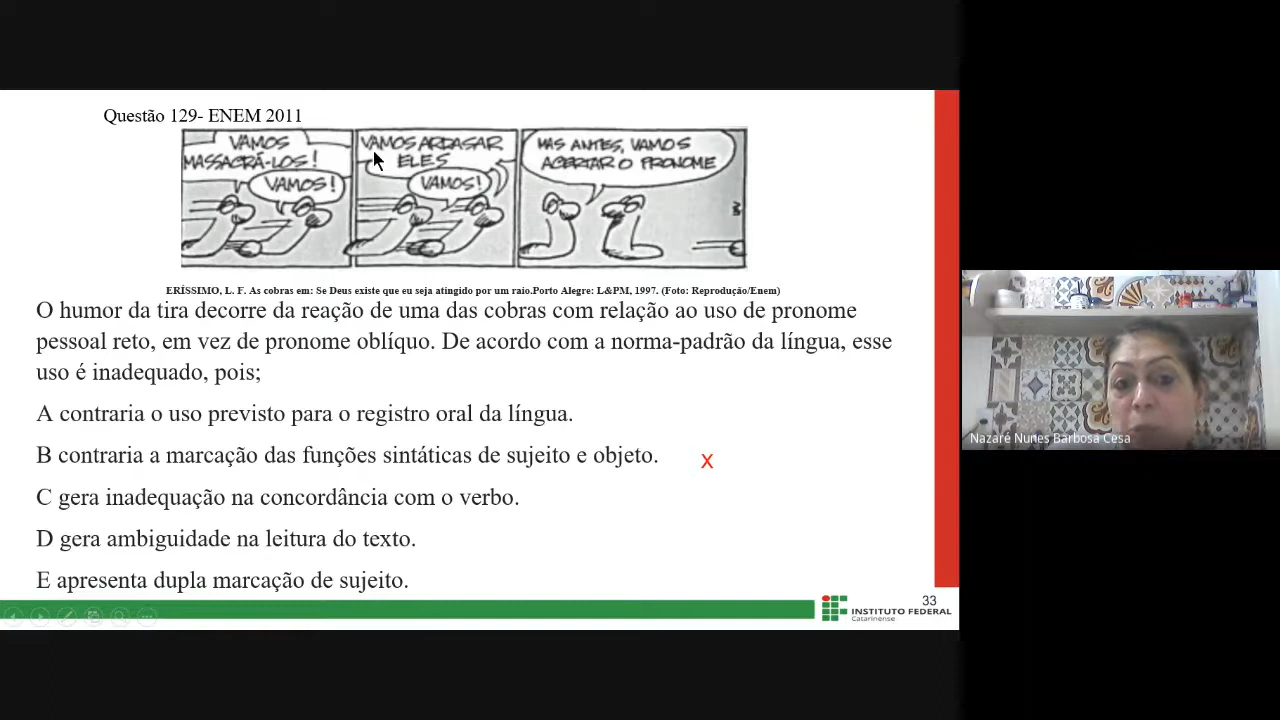 Questão 129- ENEM 2011
VAMOS
MASSACRÁ-LOS!
VAMOS!
VAMOS ARRASAR
ELES
VAMOS!
MAS ANTES, VAMOS
ACERTAR O PRONOME
ERÍSSIMO, L. F. As cobras em: Se Deus existe que eu seja atingido por um raio.Porto Alegre: L&PM, 1997. (Foto: Reprodução/Enem)
O humor da tira decorre da reação de uma das cobras com relação ao uso de pronome
pessoal reto, em vez de pronome oblíquo. De acordo com a norma-padrão da língua, esse
uso é inadequado, pois;
A contraria o uso previsto para o registro oral da língua.
B contraria a marcação das funções sintáticas de sujeito e objeto. X
C gera inadequação na concordância com o verbo.
D gera ambiguidade na leitura do texto.
E apresenta dupla marcação de sujeito.
33
INSTITUTO FEDERAL
Catarinense
Nazaré Nunes Barbosa Cesa